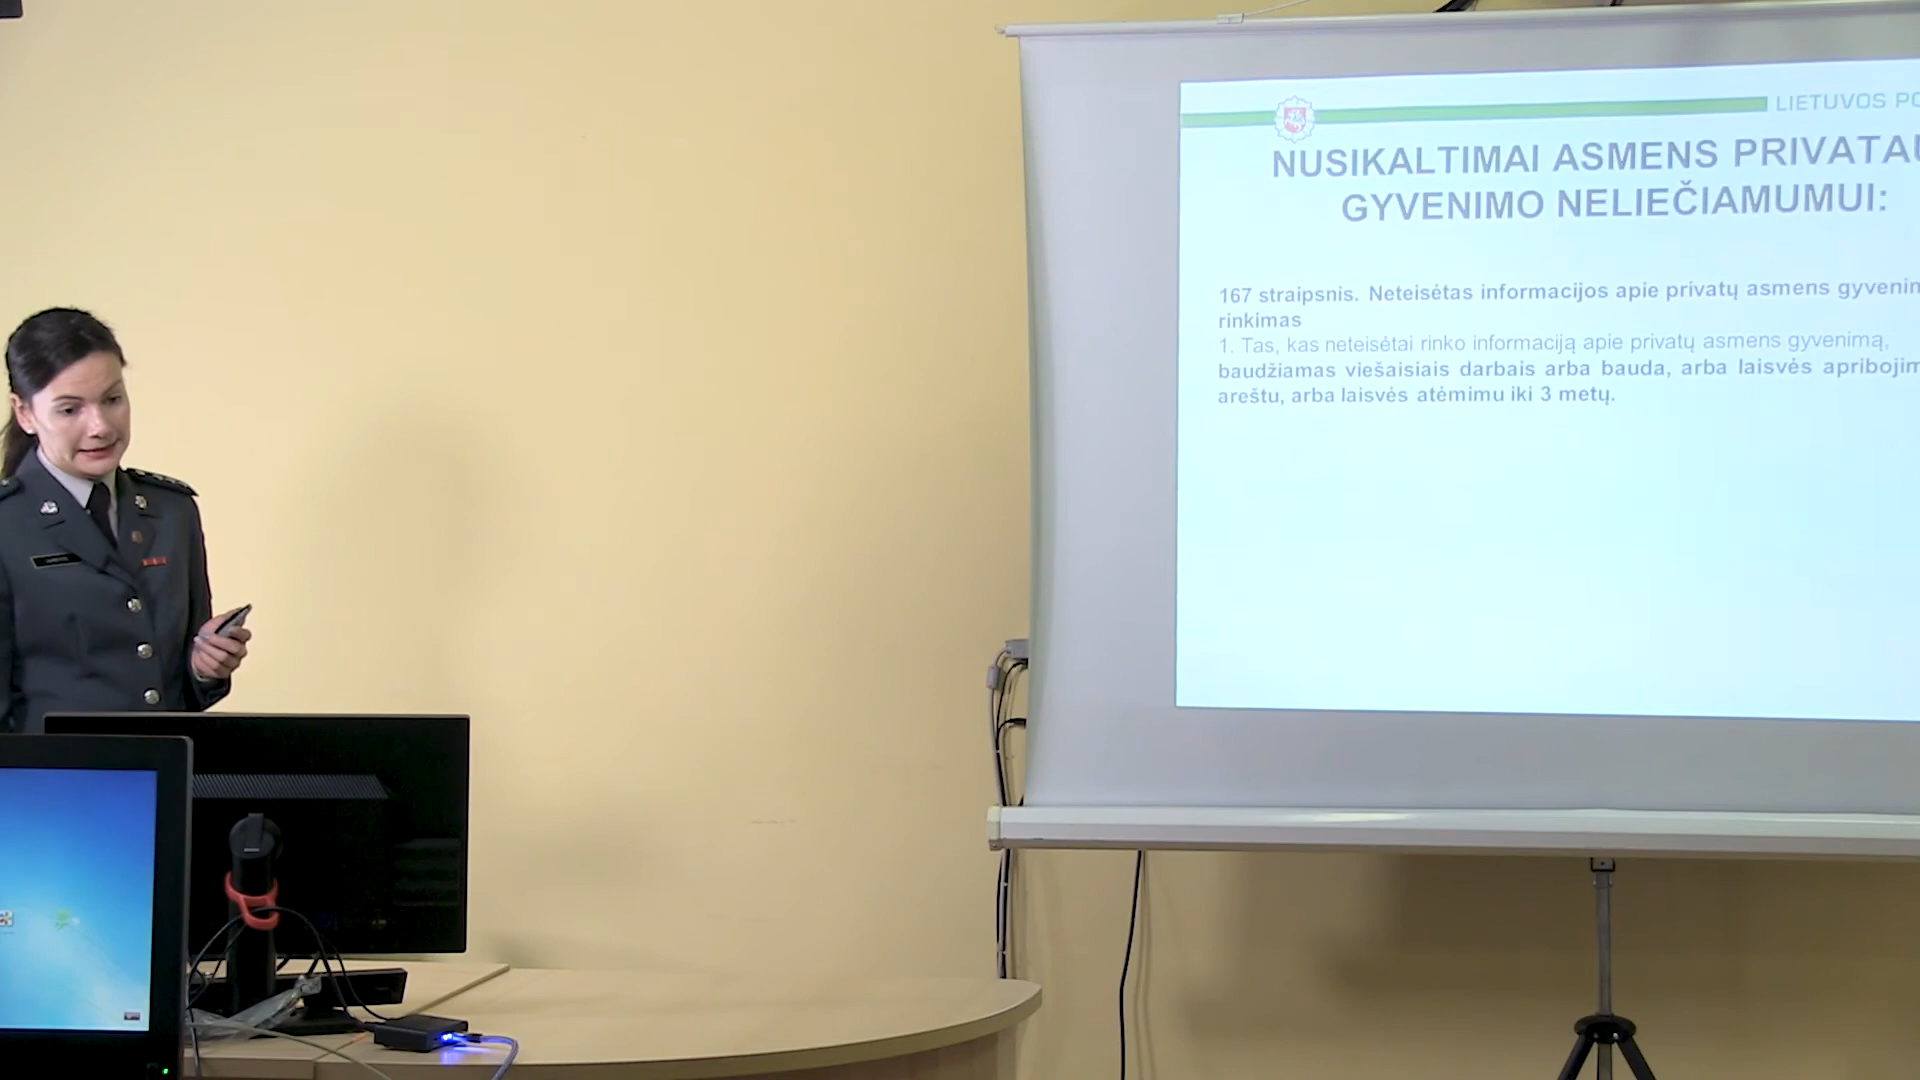 LIETUVOS PO
NUSIKALTIMAI ASMENS PRIVATAU
GYVENIMO NELIEČIAMUMUI:
167 straipsnis. Neteisėtas informacijos apie privatų asmens gyvenim
rinkimas
1. Tas, kas neteisėtai rinko informaciją apie privatų asmens gyvenimą,
baudžiamas viešaisiais darbais arba bauda, arba laisvės apribojim
areštu, arba laisvės atėmimu iki 3 metų.